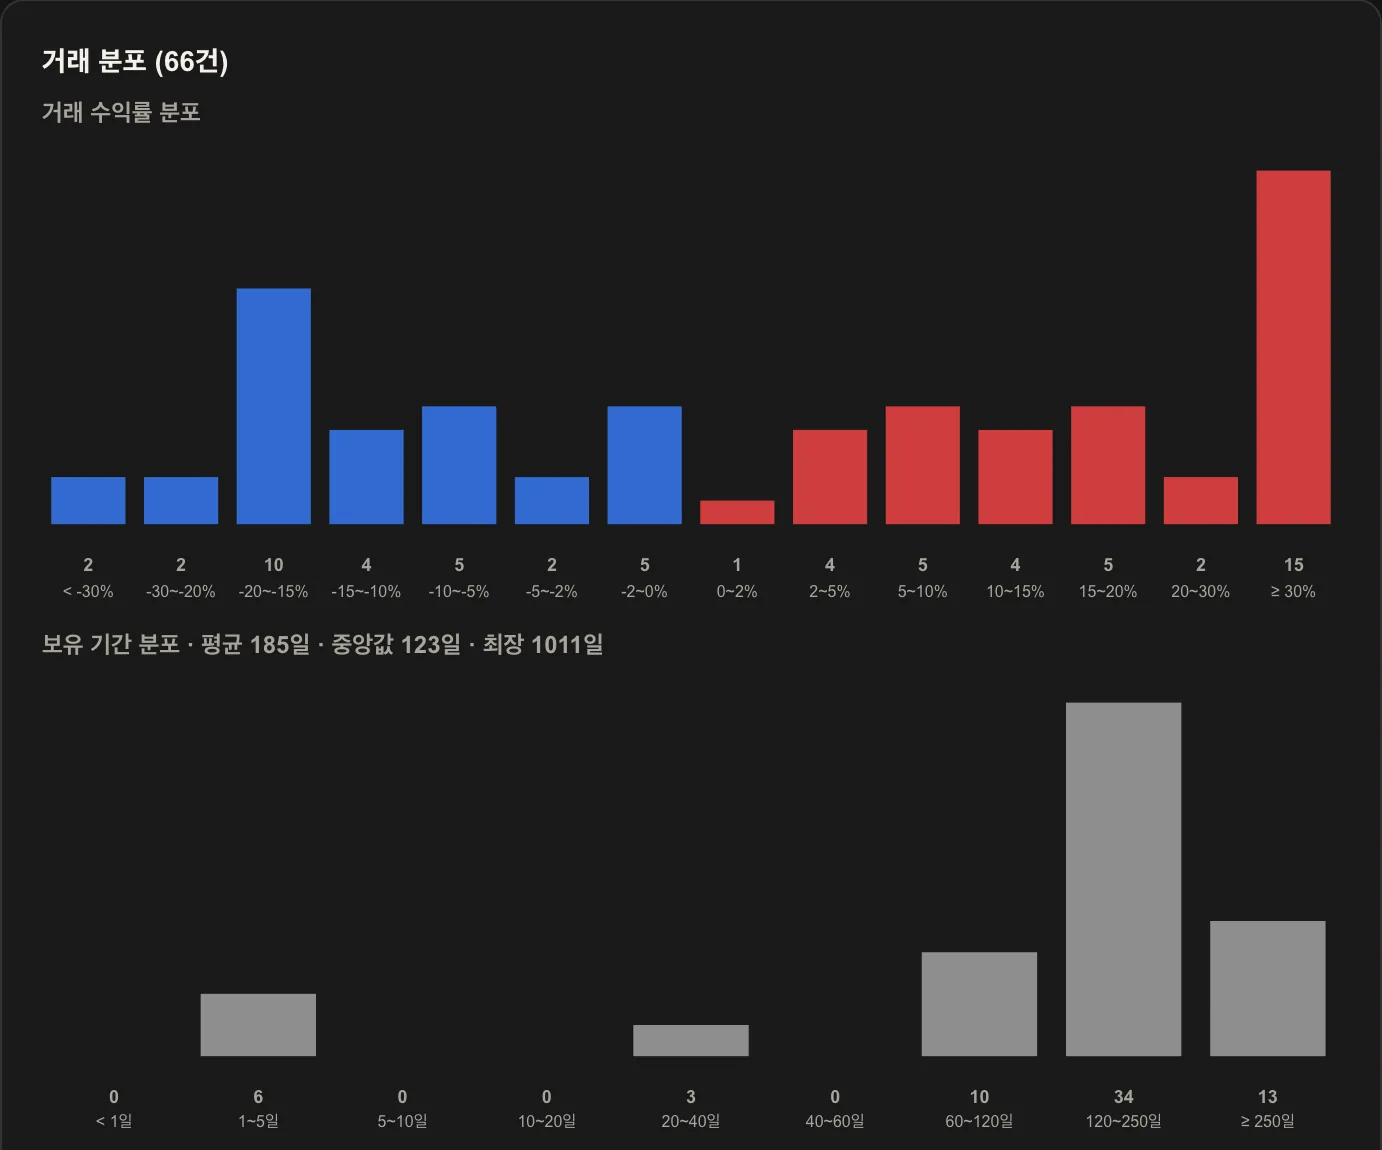 거래 분포 (66건)
거래 수익률 분포
2 2 10 4 5 2 5 1 4 5 4 5 2 15
< -30% -30~-20% -20~-15% -15~-10% -10~-5% -5~-2% -2~0% 0~2% 2~5% 5~10% 10~15% 15~20% 20~30% ≥ 30%
보유 기간 분포 · 평균 185일 · 중앙값 123일 · 최장 1011일
0 6 0 0 3 0 10 34 13
< 1일 1~5일 5~10일 10~20일 20~40일 40~60일 60~120일 120~250일 ≥ 250일